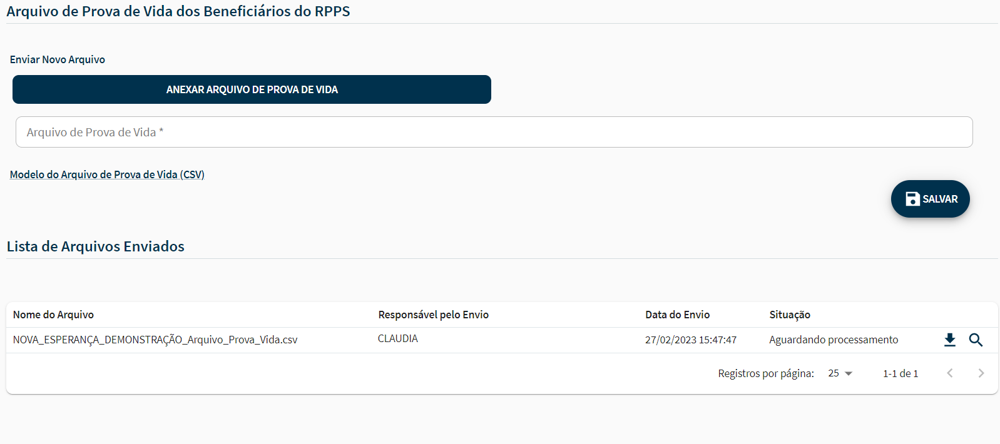 Arquivo de Prova de Vida dos Beneficiários do RPPS
Enviar Novo Arquivo
ANEXAR ARQUIVO DE PROVA DE VIDA
Arquivo de Prova de Vida *
Modelo do Arquivo de Prova de Vida (CSV)
SALVAR
Lista de Arquivos Enviados
Nome do Arquivo Responsável pelo Envio Data do Envio Situação
NOVA_ESPERANÇA_DEMONSTRAÇÃO_Arquivo_Prova_Vida.csv CLAUDIA 27/02/2023 15:47:47 Aguardando processamento
Registros por página: 25 1-1 de 1